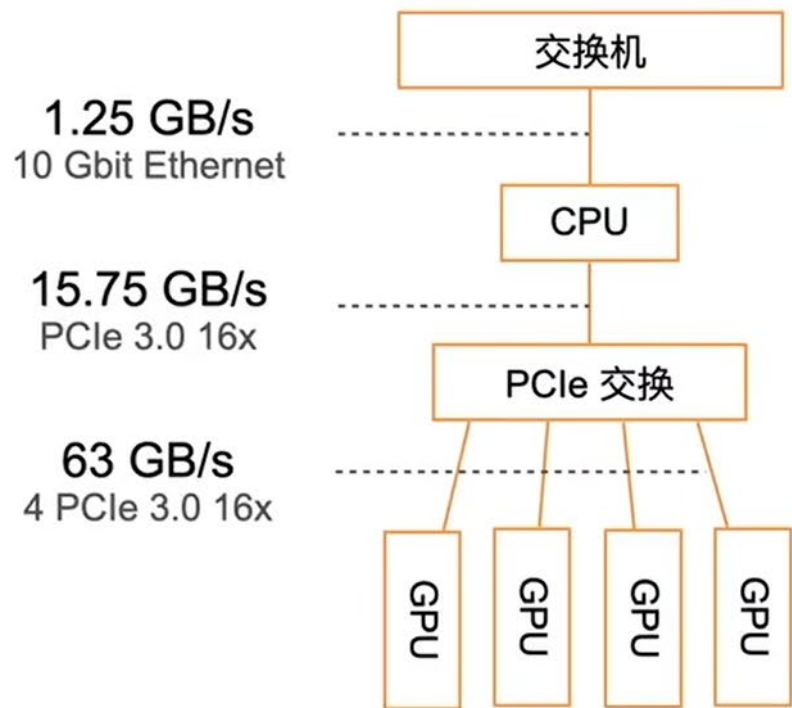 交换机
1.25 GB/s
10 Gbit Ethernet
CPU
15.75 GB/s
PCIe 3.0 16x
PCIe 交换
63 GB/s
4 PCIe 3.0 16x
GPU
GPU
GPU
GPU